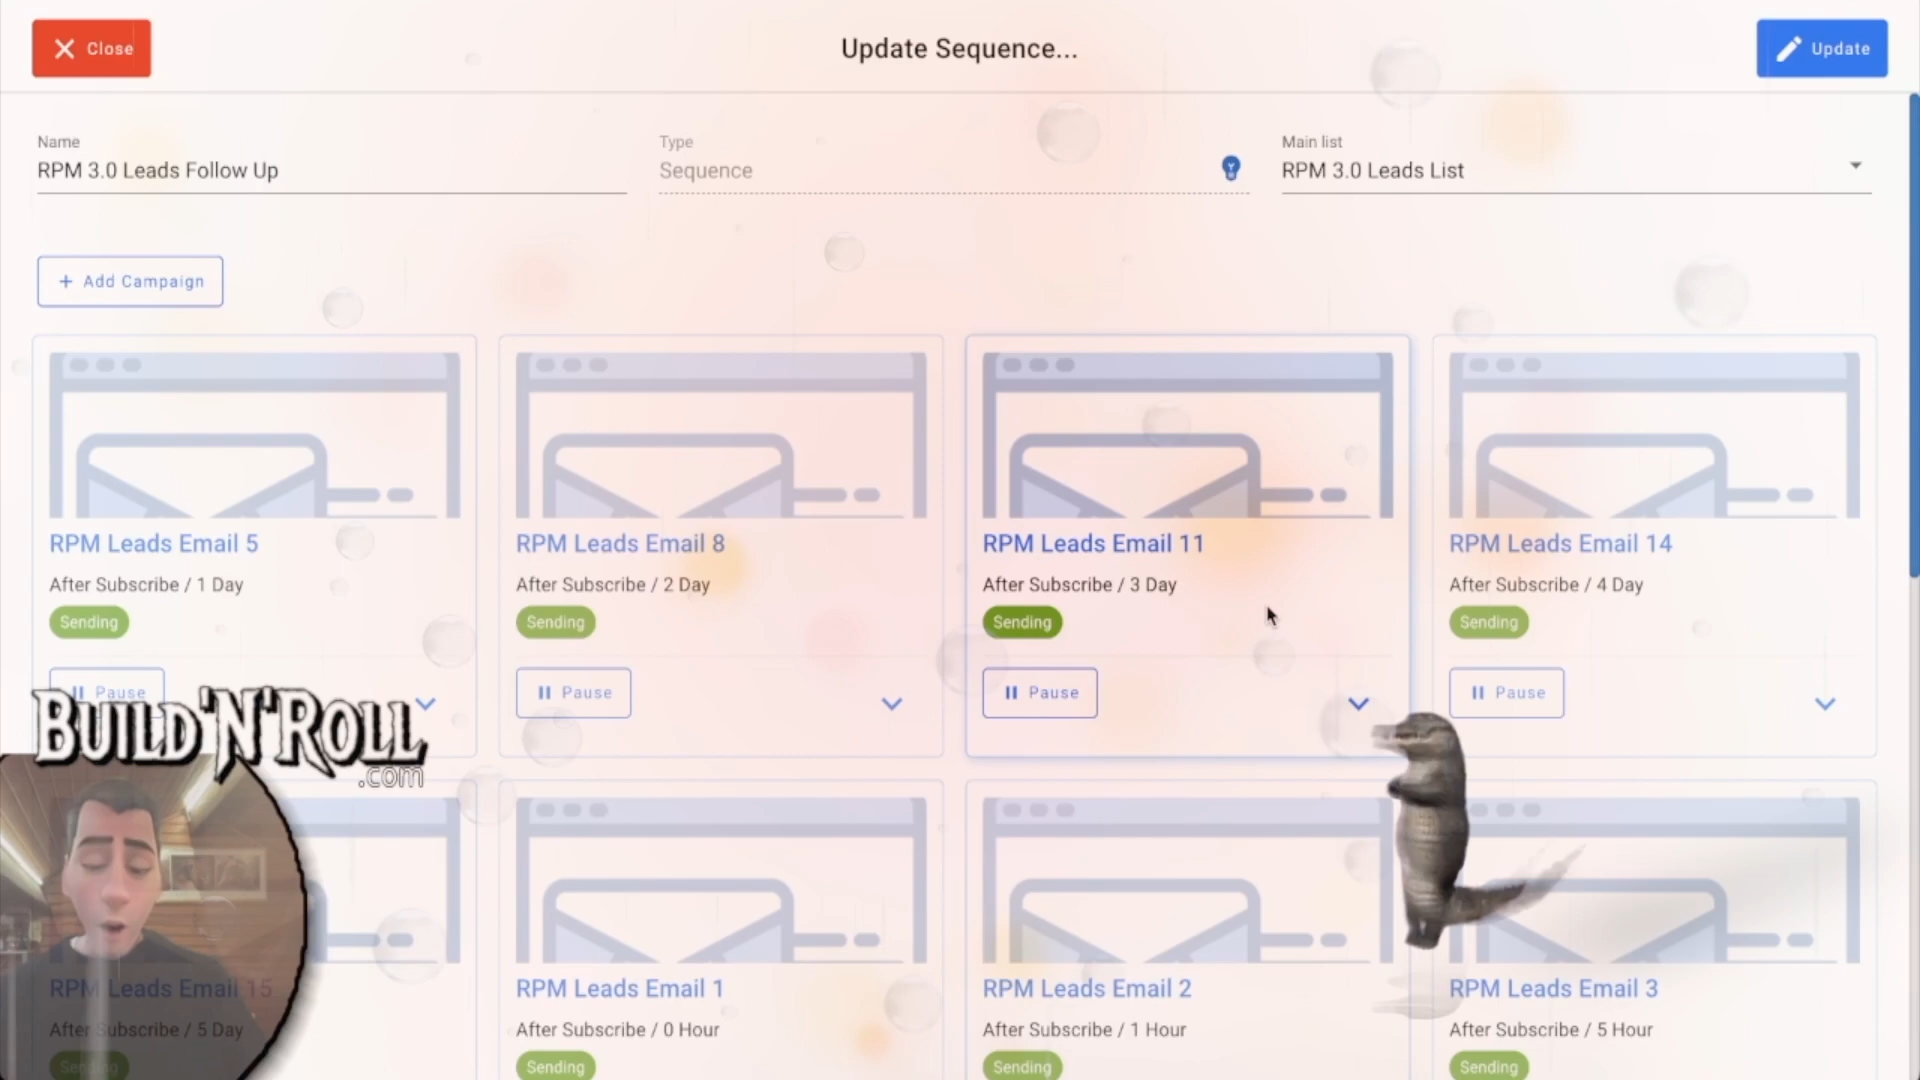 Close
Update Sequence...
Update
Name
RPM 3.0 Leads Follow Up
Type
Sequence
Main list
RPM 3.0 Leads List
+ Add Campaign
RPM Leads Email 5
After Subscribe / 1 Day
Sending
Pause
RPM Leads Email 8
After Subscribe / 2 Day
Sending
Pause
RPM Leads Email 11
After Subscribe / 3 Day
Sending
Pause
RPM Leads Email 14
After Subscribe / 4 Day
Sending
Pause
BUILD'N'ROLL
.com
RPM Leads Email 15
After Subscribe / 5 Day
Sending
RPM Leads Email 1
After Subscribe / 0 Hour
Sending
RPM Leads Email 2
After Subscribe / 1 Hour
Sending
RPM Leads Email 3
After Subscribe / 5 Hour
Sending